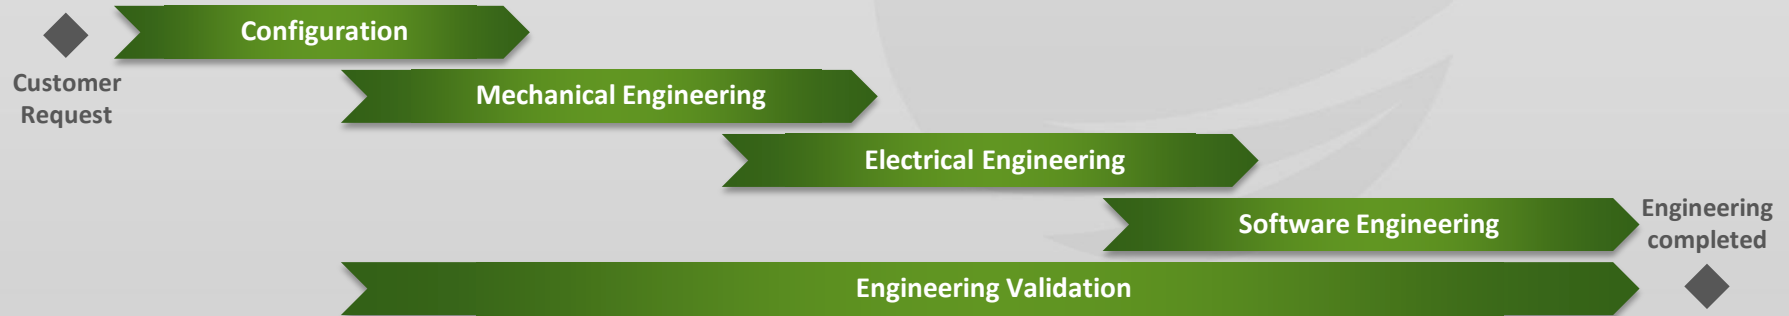 Configuration
Customer
Request
Mechanical Engineering
Electrical Engineering
Software Engineering
Engineering
completed
Engineering Validation